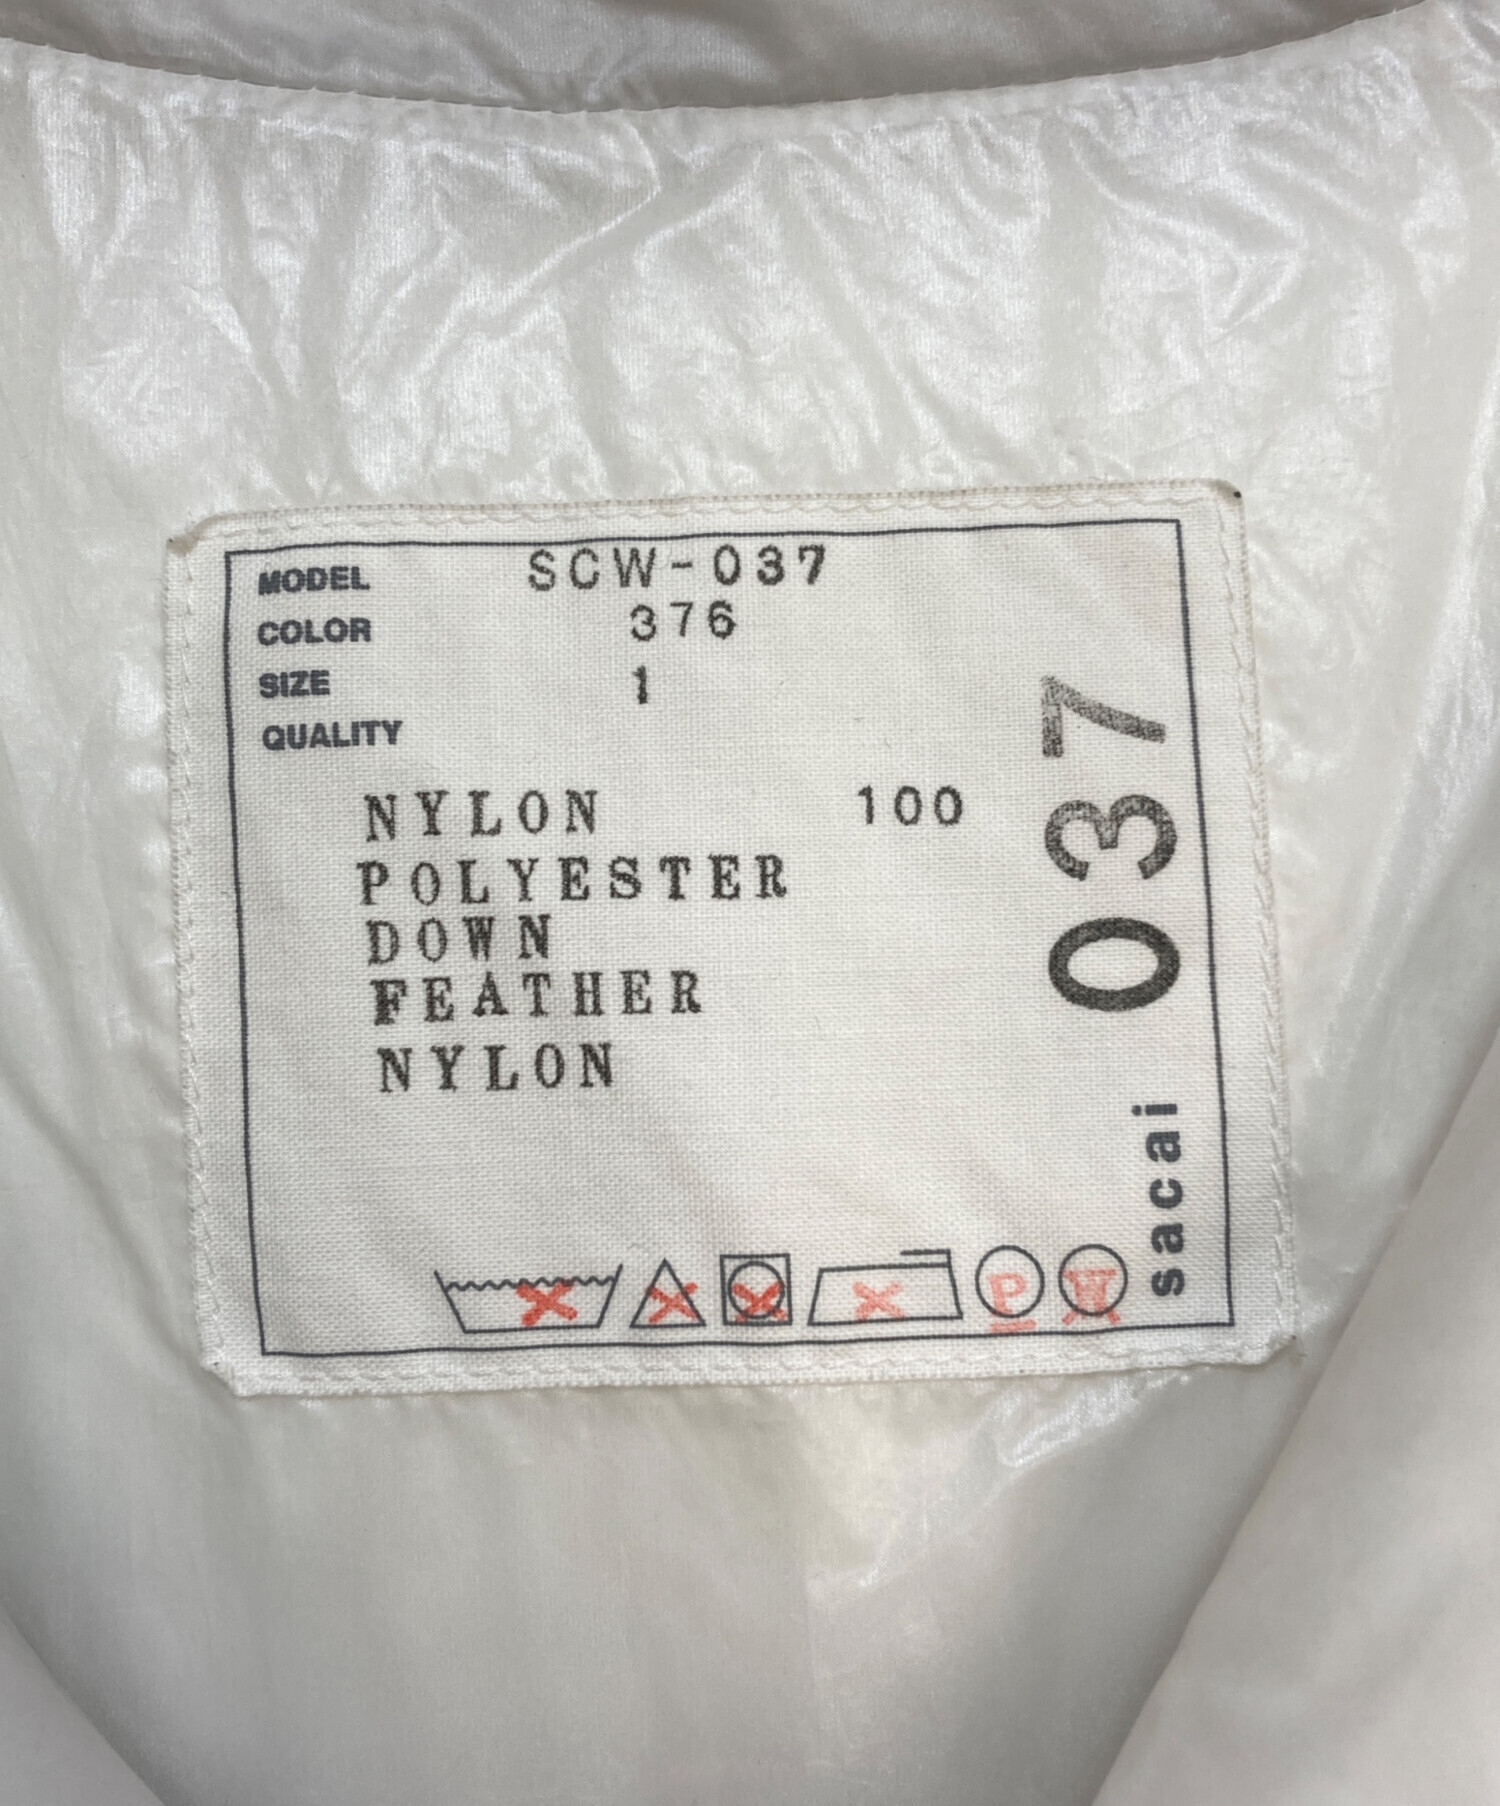 MODEL SCW-037
COLOR 376
SIZE 1
QUALITY
NYLON 100
POLYESTER
DOWN
FEATHER
NYLON
P
W
sacai 037